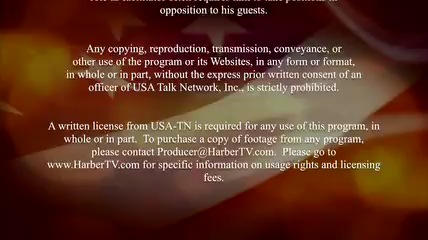 opposition to his guests.
Any copying, reproduction, transmission, conveyance, or
other use of the program or its Websites, in any form or format,
in whole or in part, without the express prior written consent of an
officer of USA Talk Network, Inc., is strictly prohibited.
A written license from USA-TN is required for any use of this program, in
whole or in part.  To purchase a copy of footage from any program,
please contact Producer@HarberTV.com.  Please go to
www.HarberTV.com for specific information on usage rights and licensing
fees.